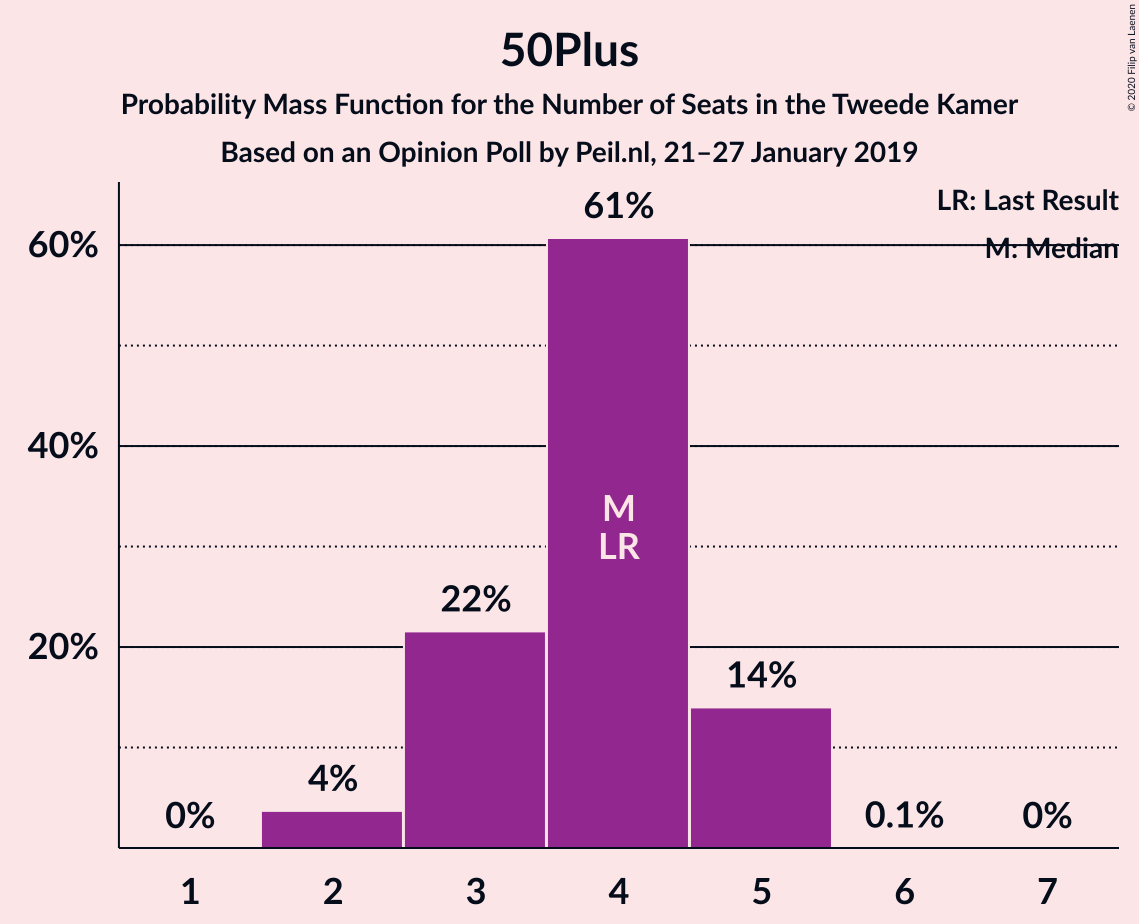 50Plus
Probability Mass Function for the Number of Seats in the Tweede Kamer
Based on an Opinion Poll by Peil.nl, 21–27 January 2019
© 2020 Filip van Laenen
LR: Last Result
M: Median
60%
40%
20%
0%
4%
22%
61%
14%
0.1%
0%
M
LR
1 2 3 4 5 6 7